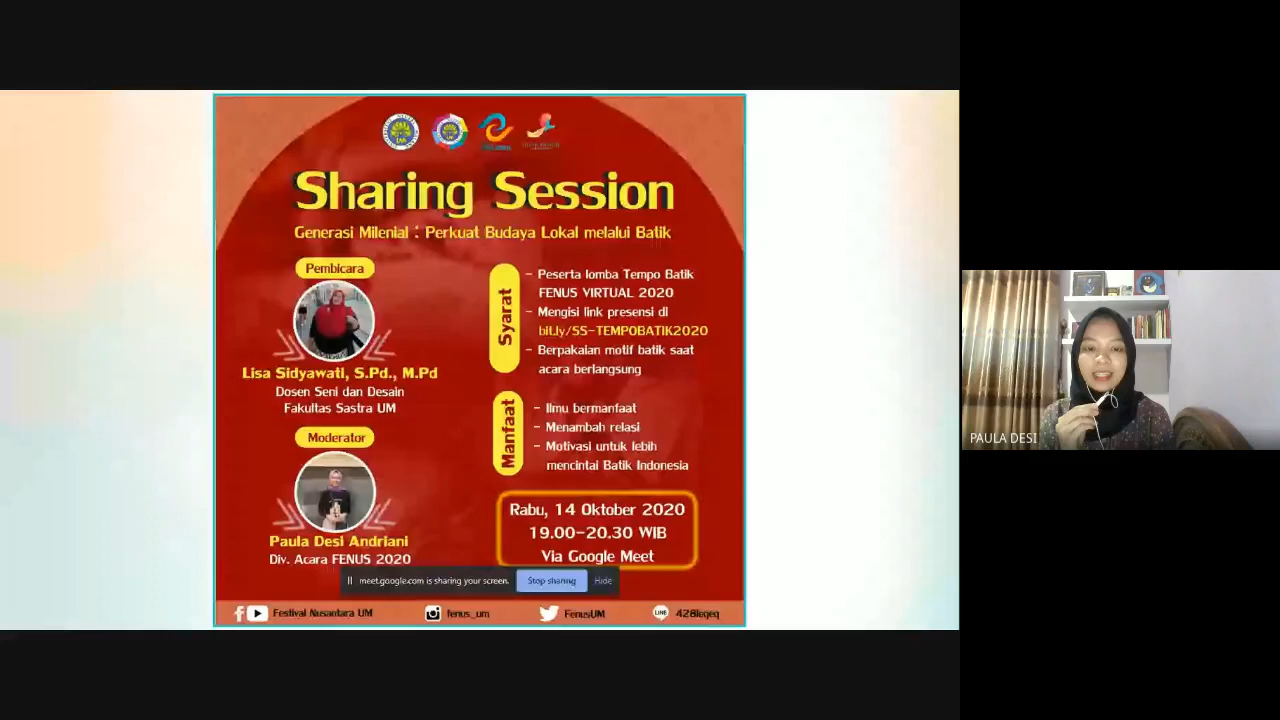 Sharing Session
Generasi Milenial : Perkuat Budaya Lokal melalui Batik
Pembicara
Lisa Sidyawati, S.Pd., M.Pd
Dosen Seni dan Desain
Fakultas Sastra UM
Moderator
Paula Desi Andriani
Div. Acara FENUS 2020
Syarat
- Peserta lomba Tempo Batik
FENUS VIRTUAL 2020
- Mengisi link presensi di
bit.ly/SS-TEMPOBATIK2020
- Berpakaian motif batik saat
acara berlangsung
Manfaat
- Ilmu bermanfaat
- Menambah relasi
- Motivasi untuk lebih
mencintai Batik Indonesia
Rabu, 14 Oktober 2020
19.00-20.30 WIB
Via Google Meet
meet.google.com is sharing your screen.
Stop sharing
Hide
Festival Nusantara UM
fenus_um
FenusUM
LINE
428leqeq
PAULA DESI